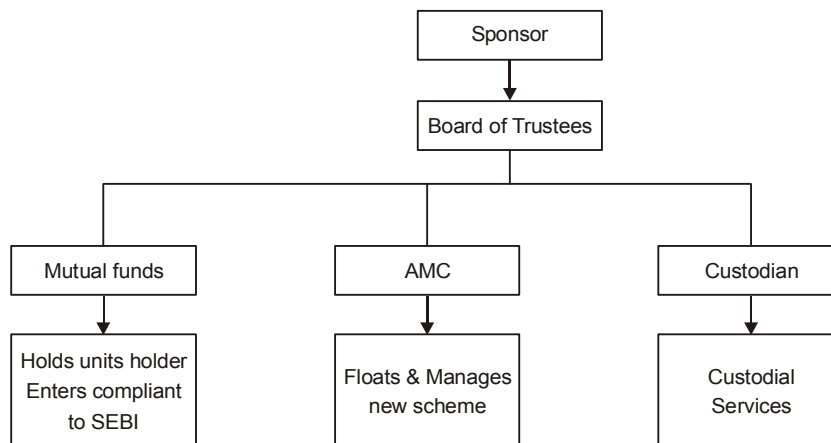 Sponsor
Board of Trustees
Mutual funds
AMC
Custodian
Holds units holder
Enters compliant
to SEBI
Floats & Manages
new scheme
Custodial
Services